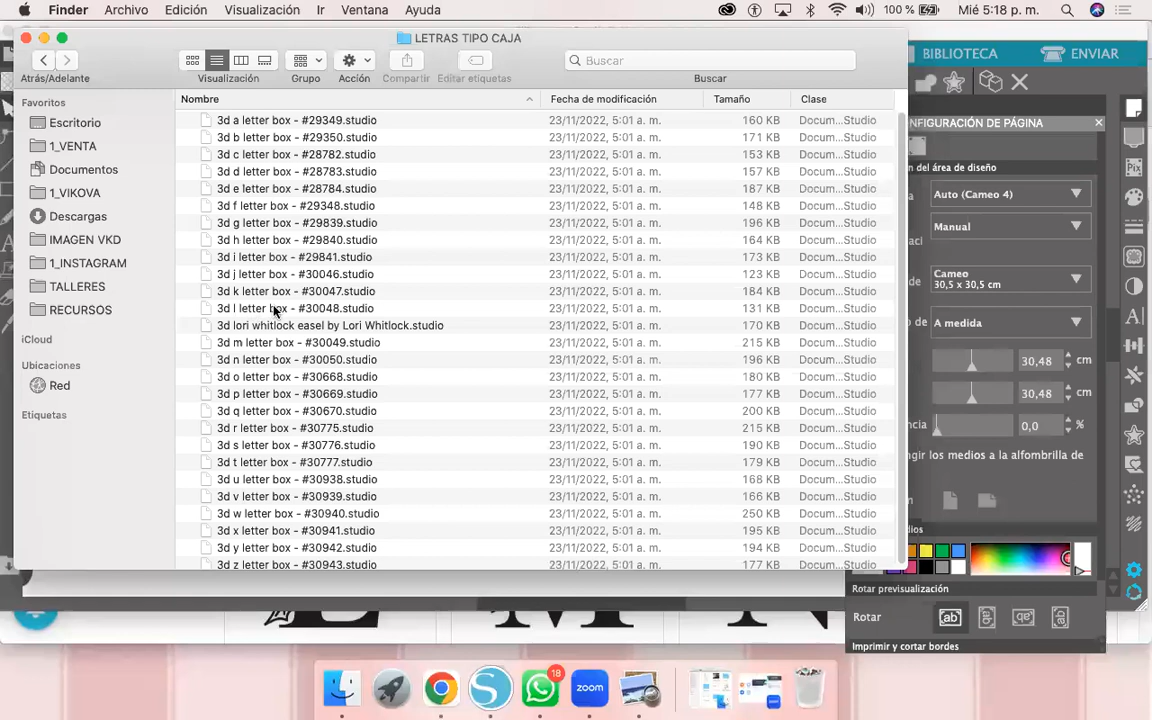 Finder Archivo Edición Visualización Ir Ventana Ayuda 100 % Mié 5:18 p. m.
LETRAS TIPO CAJA
Buscar
Atrás/Adelante Visualización Grupo Acción Compartir Editar etiquetas Buscar
Favoritos
Escritorio
1_VENTA
Documentos
1_VIKOVA
Descargas
IMAGEN VKD
1_INSTAGRAM
TALLERES
RECURSOS
iCloud
Ubicaciones
Red
Etiquetas
Nombre Fecha de modificación Tamaño Clase
3d a letter box - #29349.studio 23/11/2022, 5:01 a. m. 160 KB Docum...Studio
3d b letter box - #29350.studio 23/11/2022, 5:01 a. m. 171 KB Docum...Studio
3d c letter box - #28782.studio 23/11/2022, 5:01 a. m. 153 KB Docum...Studio
3d d letter box - #28783.studio 23/11/2022, 5:01 a. m. 157 KB Docum...Studio
3d e letter box - #28784.studio 23/11/2022, 5:01 a. m. 187 KB Docum...Studio
3d f letter box - #29348.studio 23/11/2022, 5:01 a. m. 148 KB Docum...Studio
3d g letter box - #29839.studio 23/11/2022, 5:01 a. m. 196 KB Docum...Studio
3d h letter box - #29840.studio 23/11/2022, 5:01 a. m. 164 KB Docum...Studio
3d i letter box - #29841.studio 23/11/2022, 5:01 a. m. 173 KB Docum...Studio
3d j letter box - #30046.studio 23/11/2022, 5:01 a. m. 123 KB Docum...Studio
3d k letter box - #30047.studio 23/11/2022, 5:01 a. m. 184 KB Docum...Studio
3d l letter box - #30048.studio 23/11/2022, 5:01 a. m. 131 KB Docum...Studio
3d lori whitlock easel by Lori Whitlock.studio 23/11/2022, 5:01 a. m. 170 KB Docum...Studio
3d m letter box - #30049.studio 23/11/2022, 5:01 a. m. 215 KB Docum...Studio
3d n letter box - #30050.studio 23/11/2022, 5:01 a. m. 196 KB Docum...Studio
3d o letter box - #30668.studio 23/11/2022, 5:01 a. m. 180 KB Docum...Studio
3d p letter box - #30669.studio 23/11/2022, 5:01 a. m. 177 KB Docum...Studio
3d q letter box - #30670.studio 23/11/2022, 5:01 a. m. 200 KB Docum...Studio
3d r letter box - #30775.studio 23/11/2022, 5:01 a. m. 215 KB Docum...Studio
3d s letter box - #30776.studio 23/11/2022, 5:01 a. m. 190 KB Docum...Studio
3d t letter box - #30777.studio 23/11/2022, 5:01 a. m. 179 KB Docum...Studio
3d u letter box - #30938.studio 23/11/2022, 5:01 a. m. 168 KB Docum...Studio
3d v letter box - #30939.studio 23/11/2022, 5:01 a. m. 166 KB Docum...Studio
3d w letter box - #30940.studio 23/11/2022, 5:01 a. m. 250 KB Docum...Studio
3d x letter box - #30941.studio 23/11/2022, 5:01 a. m. 195 KB Docum...Studio
3d y letter box - #30942.studio 23/11/2022, 5:01 a. m. 194 KB Docum...Studio
3d z letter box - #30943.studio 23/11/2022, 5:01 a. m. 177 KB Docum...Studio
BIBLIOTECA ENVIAR
NFIGURACIÓN DE PÁGINA
n del área de diseño
Auto (Cameo 4)
aci Manual
de Cameo
30,5 x 30,5 cm
o de A medida
30,48 cm
30,48 cm
ncia 0,0 %
ngir los medios a la alfombrilla de
n
dios
Rotar previsualización
Rotar ab ab ab ab
Imprimir y cortar bordes
18
zoom